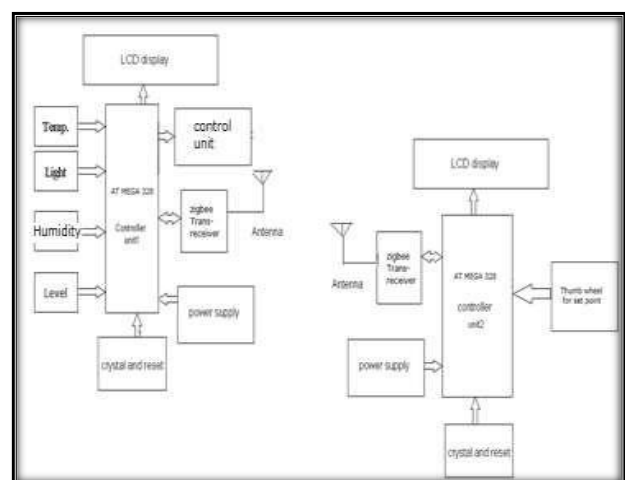 LCD display
Temp.
Light
Humidity
Level
AT MEGA 328
Controller
unit1
control
unit
zigbee
Trans-
receiver
Antenna
power supply
crystal and reset
LCD display
Antenna
zigbee
Trans-
receiver
AT MEGA 328
controller
unit2
Thumb wheel
for set point
power supply
crystal and reset